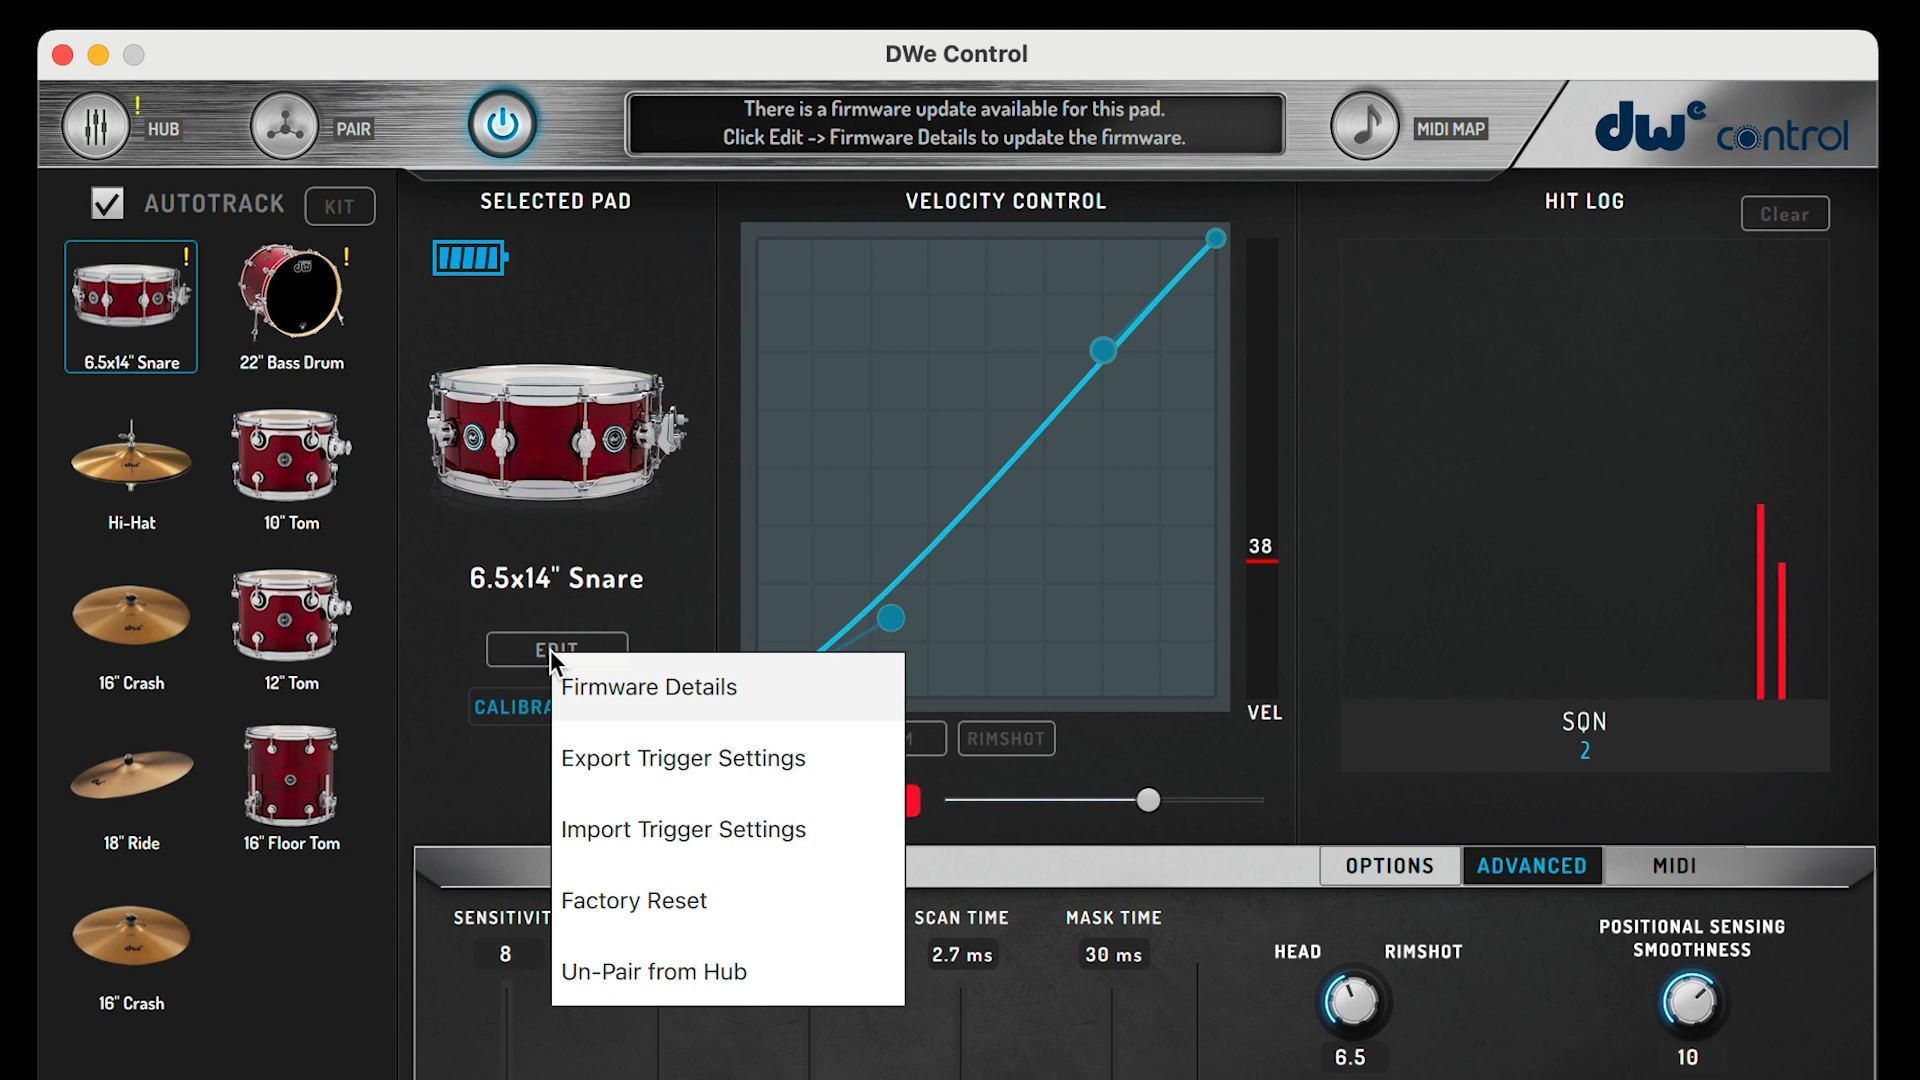 DWe Control
! HUB
PAIR
There is a firmware update available for this pad.
Click Edit -> Firmware Details to update the firmware.
MIDI MAP
dwe control
AUTOTRACK
KIT
SELECTED PAD
VELOCITY CONTROL
HIT LOG
Clear
!
!
6.5x14" Snare
22" Bass Drum
Hi-Hat
10" Tom
16" Crash
12" Tom
18" Ride
16" Floor Tom
16" Crash
6.5x14" Snare
EDIT
Firmware Details
Export Trigger Settings
Import Trigger Settings
Factory Reset
Un-Pair from Hub
38
VEL
RIMSHOT
SQN
2
OPTIONS
ADVANCED
MIDI
8
SCAN TIME
2.7 ms
MASK TIME
30 ms
HEAD
RIMSHOT
6.5
POSITIONAL SENSING
SMOOTHNESS
10